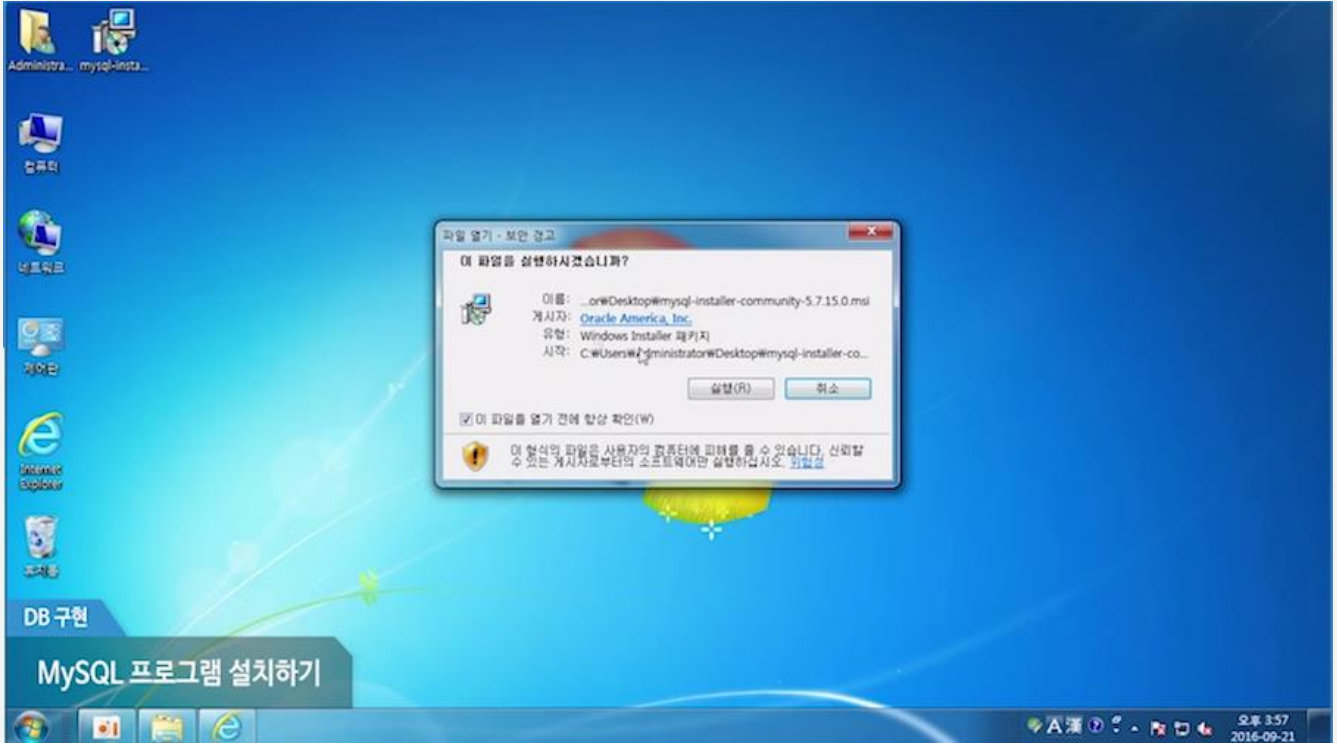 Administra...
mysql-insta...
컴퓨터
네트워크
제어판
Internet
Explorer
휴지통
파일 열기 - 보안 경고
이 파일을 실행하시겠습니까?
이름: ...or₩Desktop₩mysql-installer-community-5.7.15.0.msi
게시자: Oracle America, Inc.
유형: Windows Installer 패키지
시작: C:₩Users₩Administrator₩Desktop₩mysql-installer-co...
실행(R)
취소
이 파일을 열기 전에 항상 확인(W)
이 형식의 파일은 사용자의 컴퓨터에 피해를 줄 수 있습니다. 신뢰할
수 있는 게시자로부터의 소프트웨어만 실행하십시오. 위험성
DB 구현
MySQL 프로그램 설치하기
A 漢
오후 3:57
2016-09-21